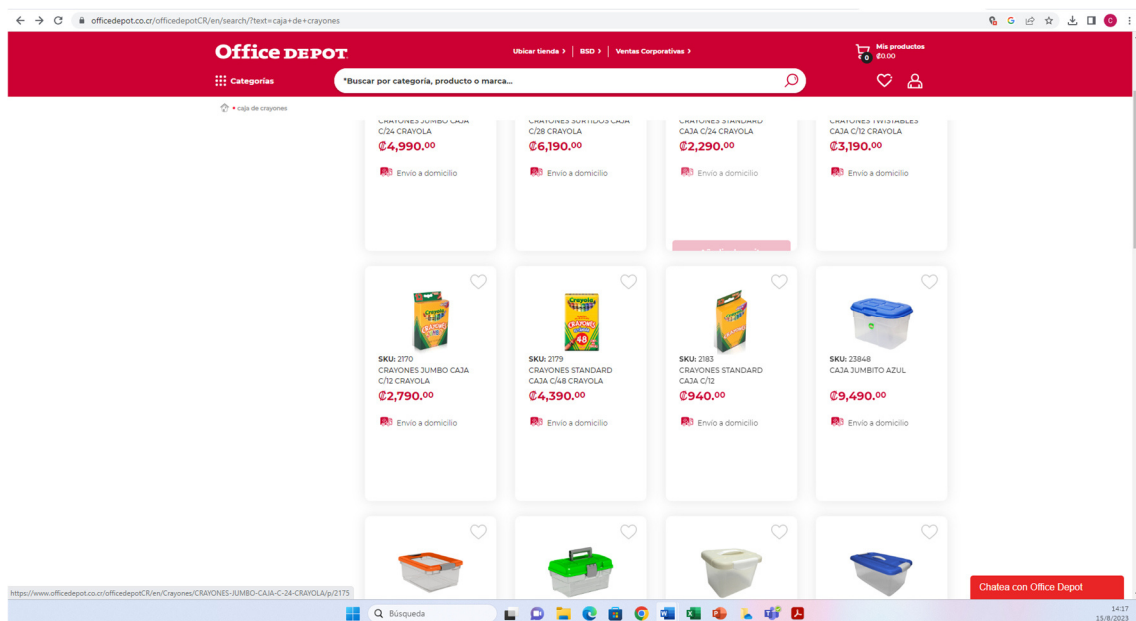 officedepot.co.cr/officedepotCR/en/search/?text=caja+de+crayones
G
C
Office DEPOT.
Ubicar tienda > | BSD > | Ventas Corporativas >
Mis productos
0
₡0.00
Categorías
*Buscar por categoría, producto o marca...
• caja de crayones
CRAYONES JUMBO CAJA
C/24 CRAYOLA
₡4,990.00
Envío a domicilio
CRAYONES SURTIDOS CAJA
C/28 CRAYOLA
₡6,190.00
Envío a domicilio
CRAYONES STANDARD
CAJA C/24 CRAYOLA
₡2,290.00
Envío a domicilio
CRAYONES TWISTABLES
CAJA C/12 CRAYOLA
₡3,190.00
Envío a domicilio
Crayola
CRAYONES
SKU: 2170
CRAYONES JUMBO CAJA
C/12 CRAYOLA
₡2,790.00
Envío a domicilio
Crayola
CRAYONES
48
SKU: 2179
CRAYONES STANDARD
CAJA C/48 CRAYOLA
₡4,390.00
Envío a domicilio
SKU: 2183
CRAYONES STANDARD
CAJA C/12
₡940.00
Envío a domicilio
SKU: 23848
CAJA JUMBITO AZUL
₡9,490.00
Envío a domicilio
Chatea con Office Depot
https://www.officedepot.co.cr/officedepotCR/en/Crayones/CRAYONES-JUMBO-CAJA-C-24-CRAYOLA/p/2175
Búsqueda
14:17
15/8/2023